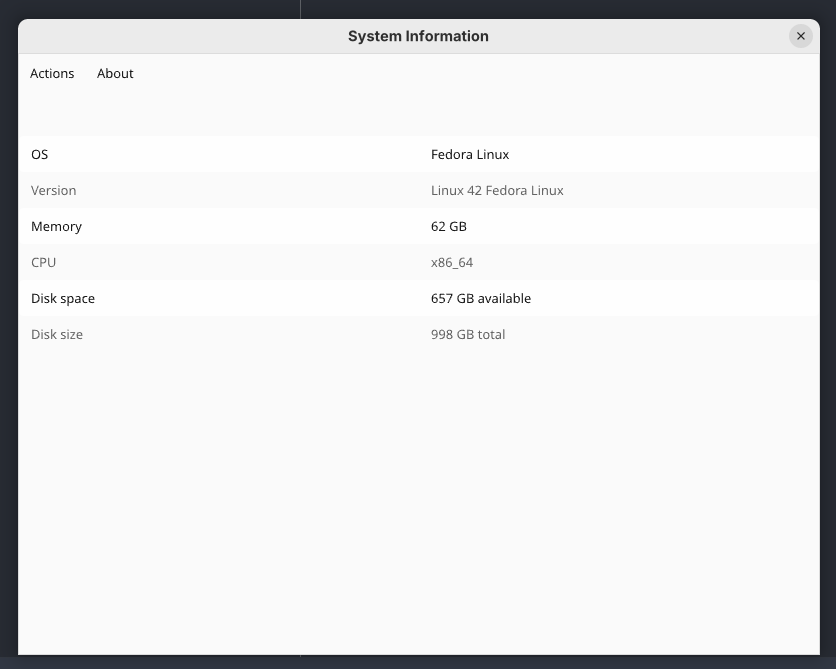 System Information
Actions About
OS Fedora Linux
Version Linux 42 Fedora Linux
Memory 62 GB
CPU x86_64
Disk space 657 GB available
Disk size 998 GB total